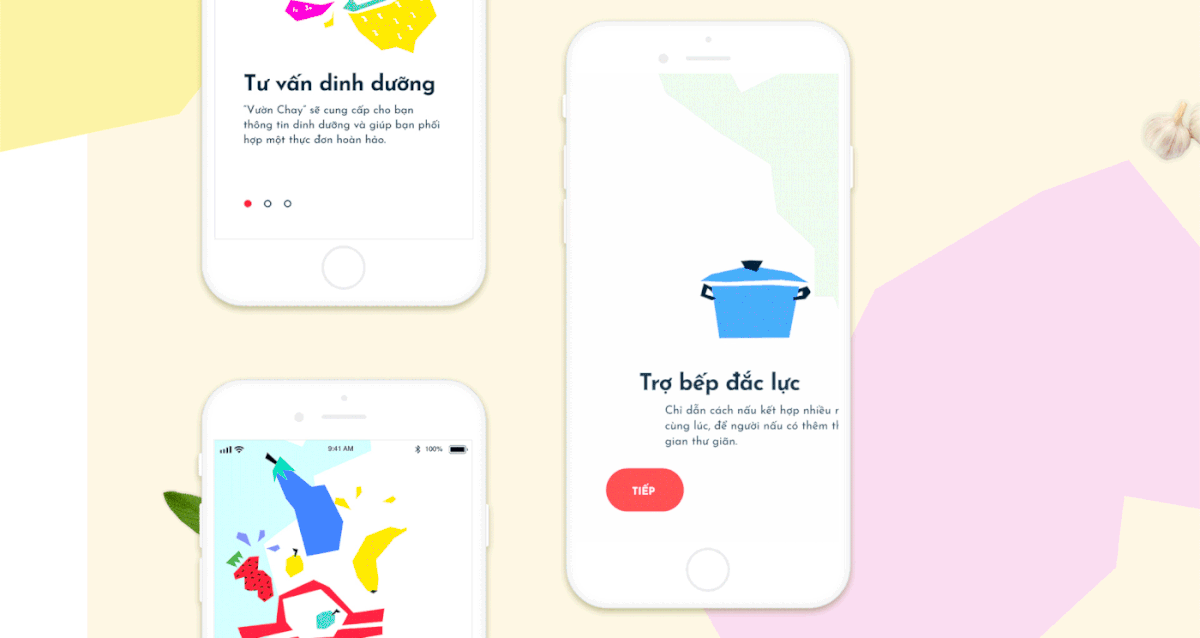 Tư vấn dinh dưỡng
“Vườn Chay” sẽ cung cấp cho bạn
thông tin dinh dưỡng và giúp bạn phối
hợp một thực đơn hoàn hảo.
9:41 AM
100%
Trợ bếp đắc lực
Chỉ dẫn cách nấu kết hợp nhiều
cùng lúc, để người nấu có thêm
gian thư giãn.
TIẾP